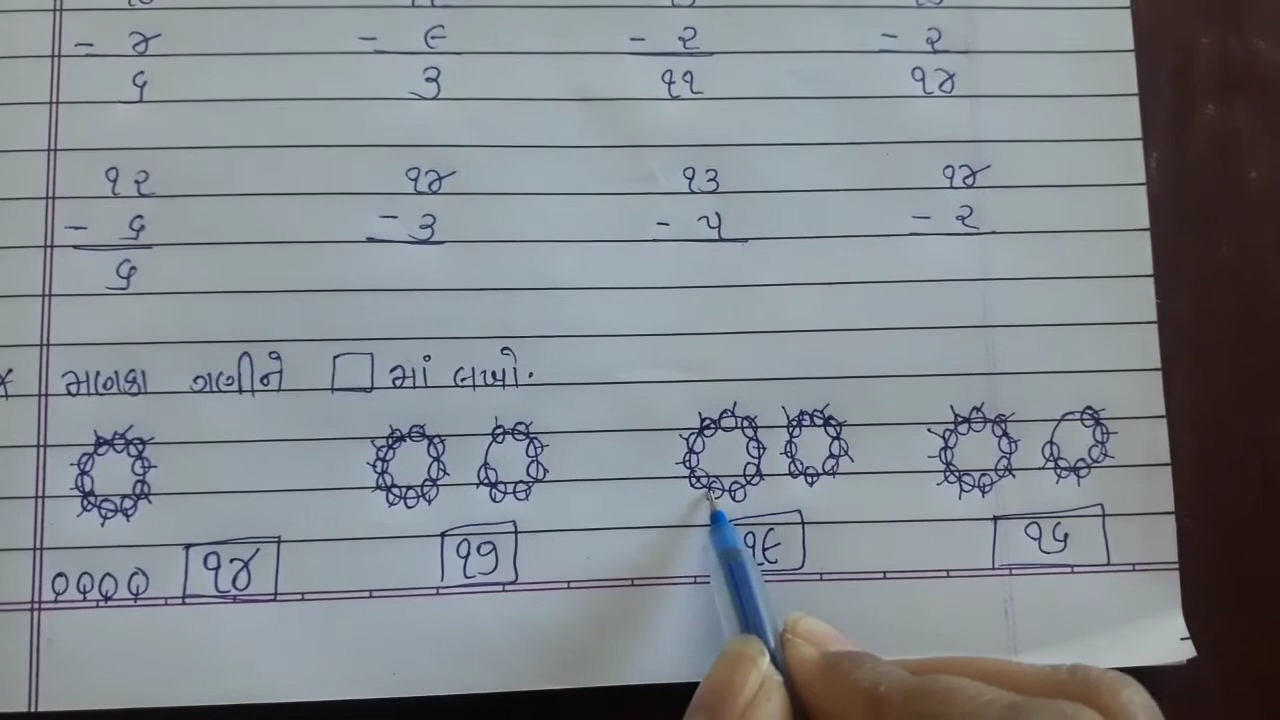 - ૪ - ૯ - ૨ - ૨
૬ ૩ ૧૧ ૧૪
૧૨ ૧૪ ૧૩ ૧૪
- ૬ - ૩ - ૫ - ૨
૬
* મણકા ગણીને □ માં લખો.
૧૪ ૧૭ ૧૯ ૧૬